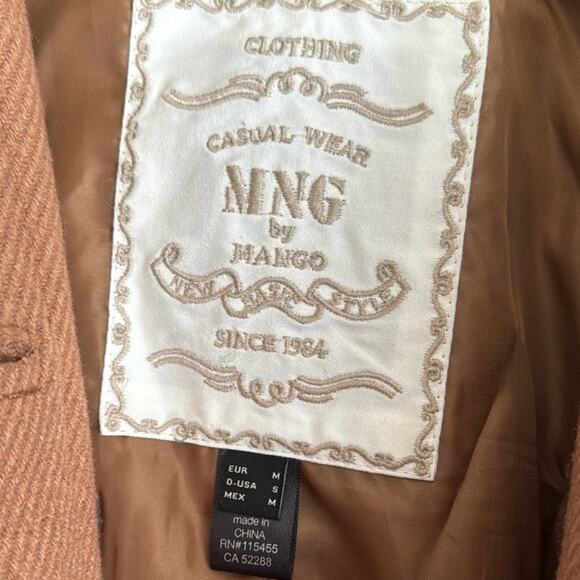 CLOTHING
CASUAL WEAR
MNG
by
MANGO
NEW BASIC STYLE
SINCE 1984
EUR M
D-USA S
MEX M
made in
CHINA
RN#115455
CA 52288